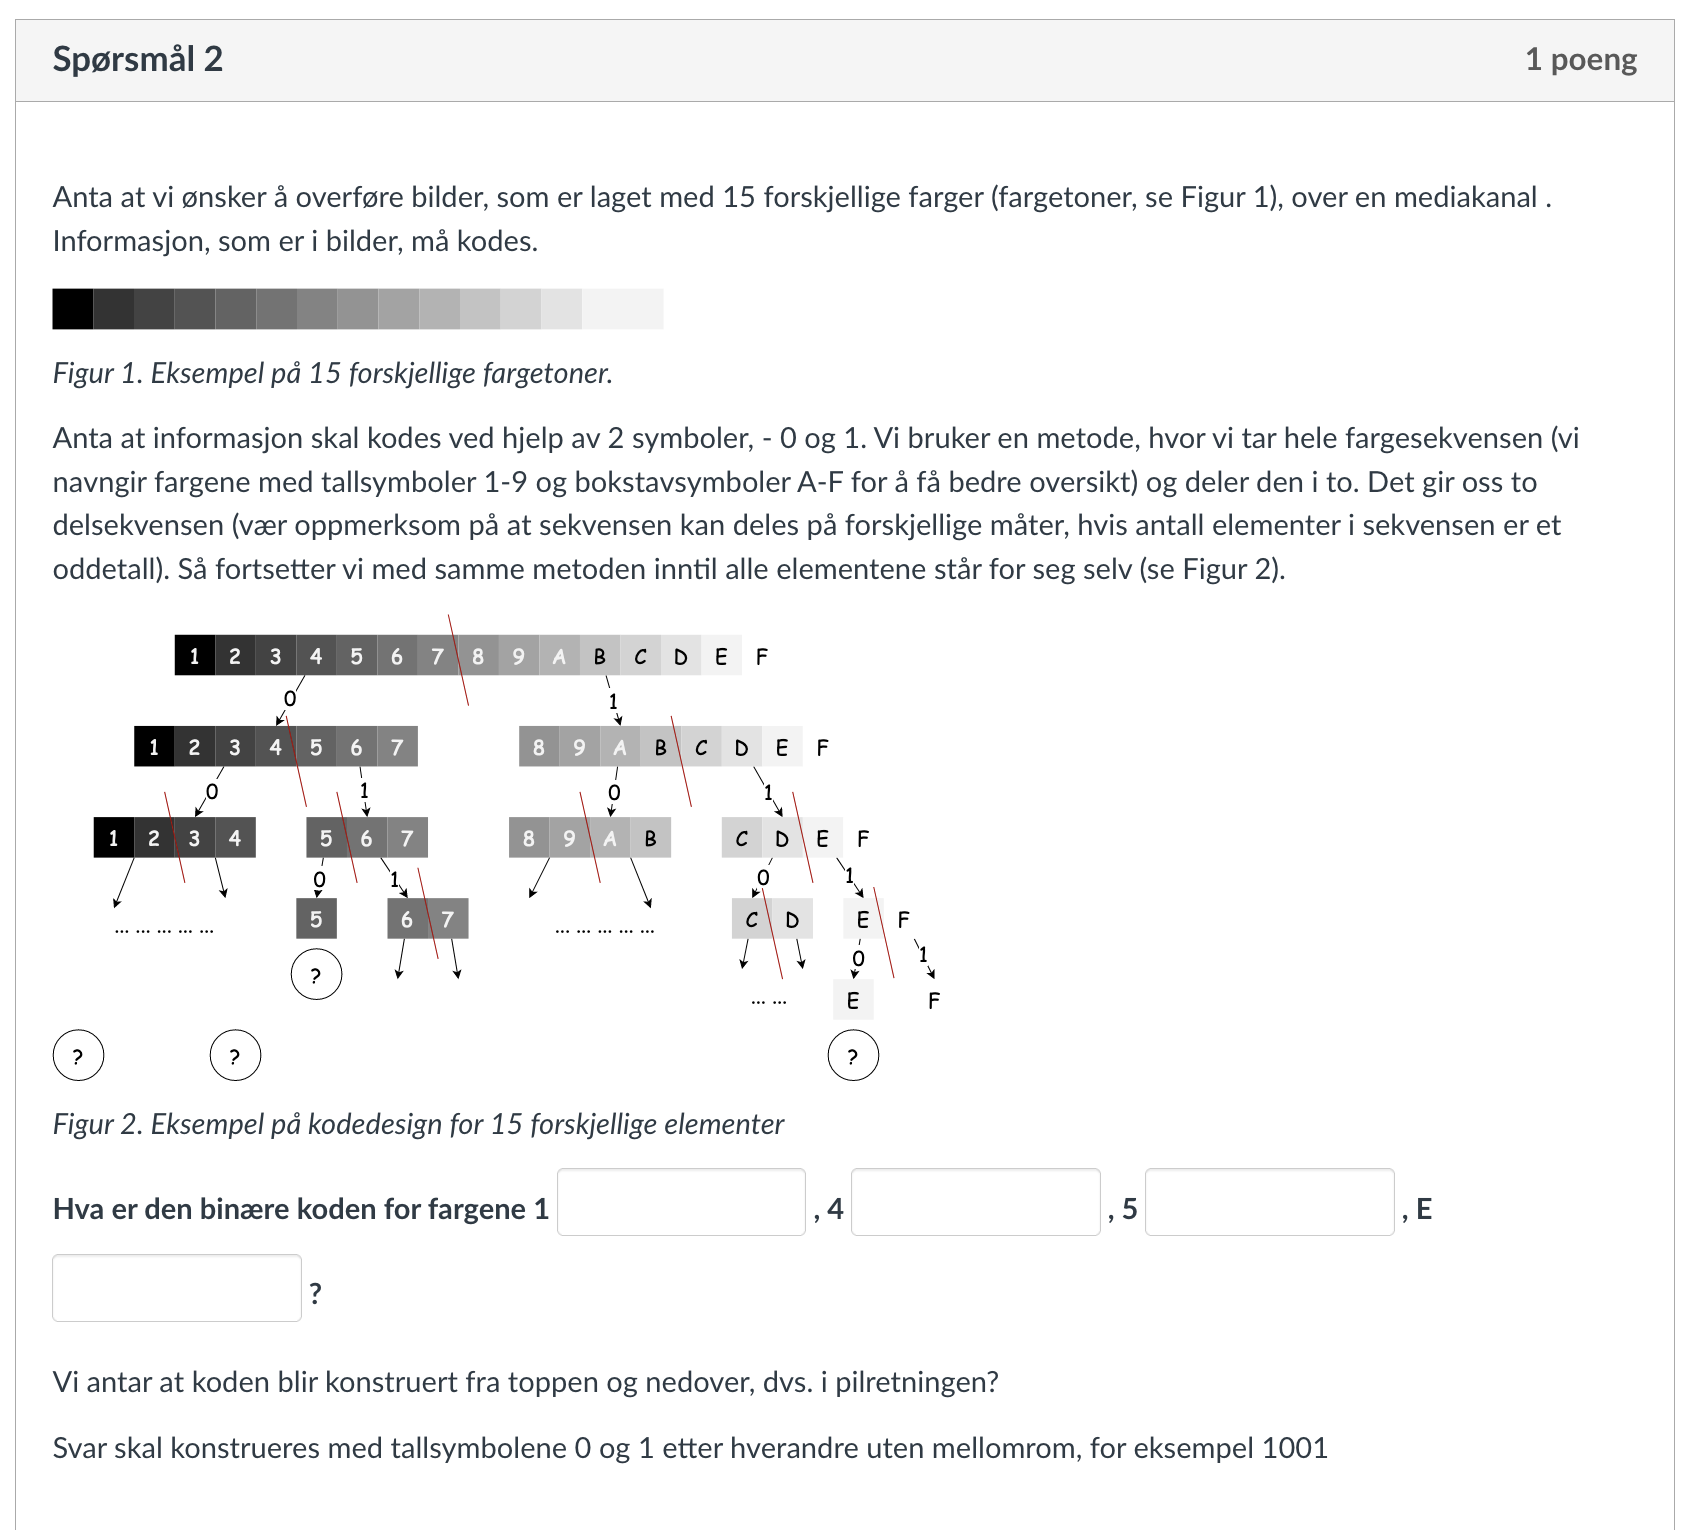 Spørsmål 2
1 poeng
Anta at vi ønsker å overføre bilder, som er laget med 15 forskjellige farger (fargetoner, se Figur 1), over en mediakanal .
Informasjon, som er i bilder, må kodes.
Figur 1. Eksempel på 15 forskjellige fargetoner.
Anta at informasjon skal kodes ved hjelp av 2 symboler, - 0 og 1. Vi bruker en metode, hvor vi tar hele fargesekvensen (vi
navngir fargene med tallsymboler 1-9 og bokstavsymboler A-F for å få bedre oversikt) og deler den i to. Det gir oss to
delsekvensen (vær oppmerksom på at sekvensen kan deles på forskjellige måter, hvis antall elementer i sekvensen er et
oddetall). Så fortsetter vi med samme metoden inntil alle elementene står for seg selv (se Figur 2).
1 2 3 4 5 6 7 8 9 A B C D E F
0 1
1 2 3 4 5 6 7 8 9 A B C D E F
0 1 0 1
1 2 3 4 5 6 7 8 9 A B C D E F
0 1 0 1
... ... ... ... ... 5 6 7 ... ... ... ... ... C D E F
? 0 1
... ... E F
? ? ?
Figur 2. Eksempel på kodedesign for 15 forskjellige elementer
Hva er den binære koden for fargene 1 , 4 , 5 , E
?
Vi antar at koden blir konstruert fra toppen og nedover, dvs. i pilretningen?
Svar skal konstrueres med tallsymbolene 0 og 1 etter hverandre uten mellomrom, for eksempel 1001